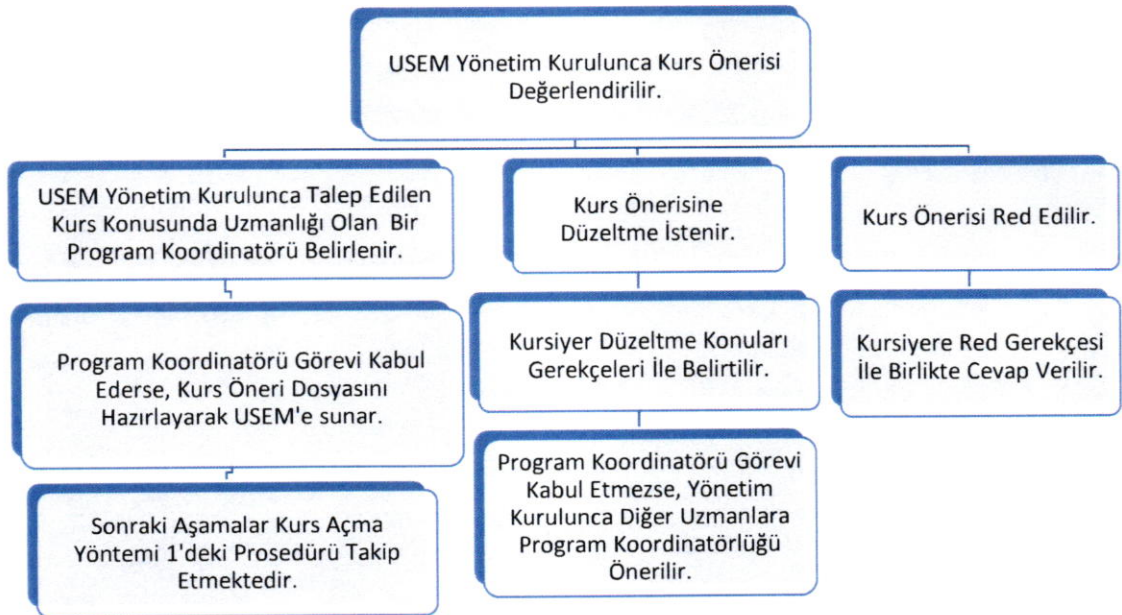 USEM Yönetim Kurulunca Kurs Önerisi
Değerlendirilir.
USEM Yönetim Kurulunca Talep Edilen
Kurs Konusunda Uzmanlığı Olan Bir
Program Koordinatörü Belirlenir.
Program Koordinatörü Görevi Kabul
Ederse, Kurs Öneri Dosyasını
Hazırlayarak USEM'e sunar.
Sonraki Aşamalar Kurs Açma
Yöntemi 1'deki Prosedürü Takip
Etmektedir.
Kurs Önerisine
Düzeltme İstenir.
Kursiyer Düzeltme Konuları
Gerekçeleri İle Belirtilir.
Program Koordinatörü Görevi
Kabul Etmezse, Yönetim
Kurulunca Diğer Uzmanlara
Program Koordinatörlüğü
Önerilir.
Kurs Önerisi Red Edilir.
Kursiyere Red Gerekçesi
İle Birlikte Cevap Verilir.